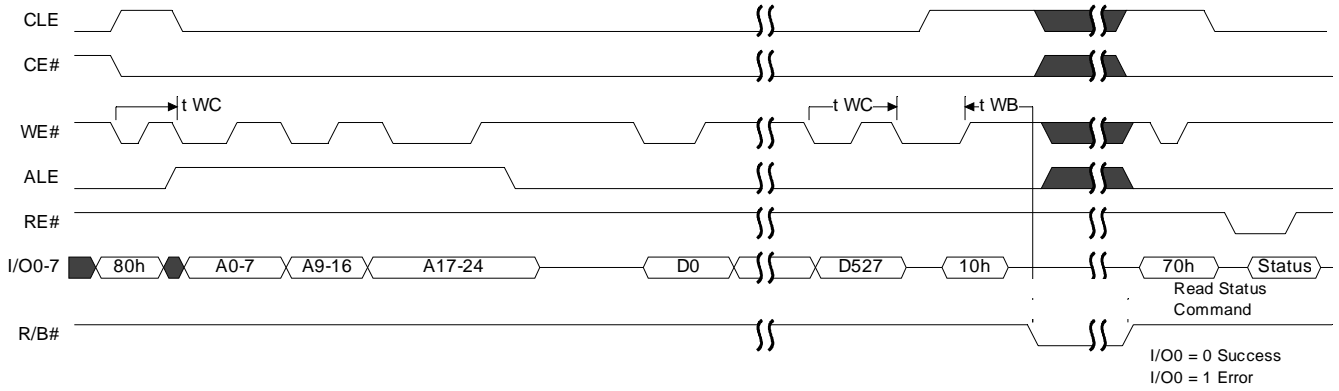 CLE
CE#
t WC
t WC
t WB
WE#
ALE
RE#
I/O0-7
80h
A0-7
A9-16
A17-24
D0
D527
10h
70h
Status
Read Status
Command
R/B#
I/O0 = 0 Success
I/O0 = 1 Error